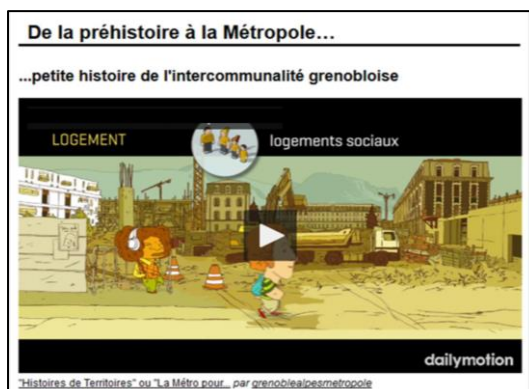 De la préhistoire à la Métropole…
...petite histoire de l'intercommunalité grenobloise
LOGEMENT
logements sociaux
dailymotion
"Histoires de Territoires" ou "La Métro pour... par grenoblealpesmetropole